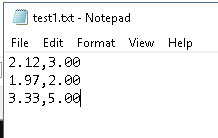 test1.txt - Notepad
File Edit Format View Help
2.12,3.00
1.97,2.00
3.33,5.00